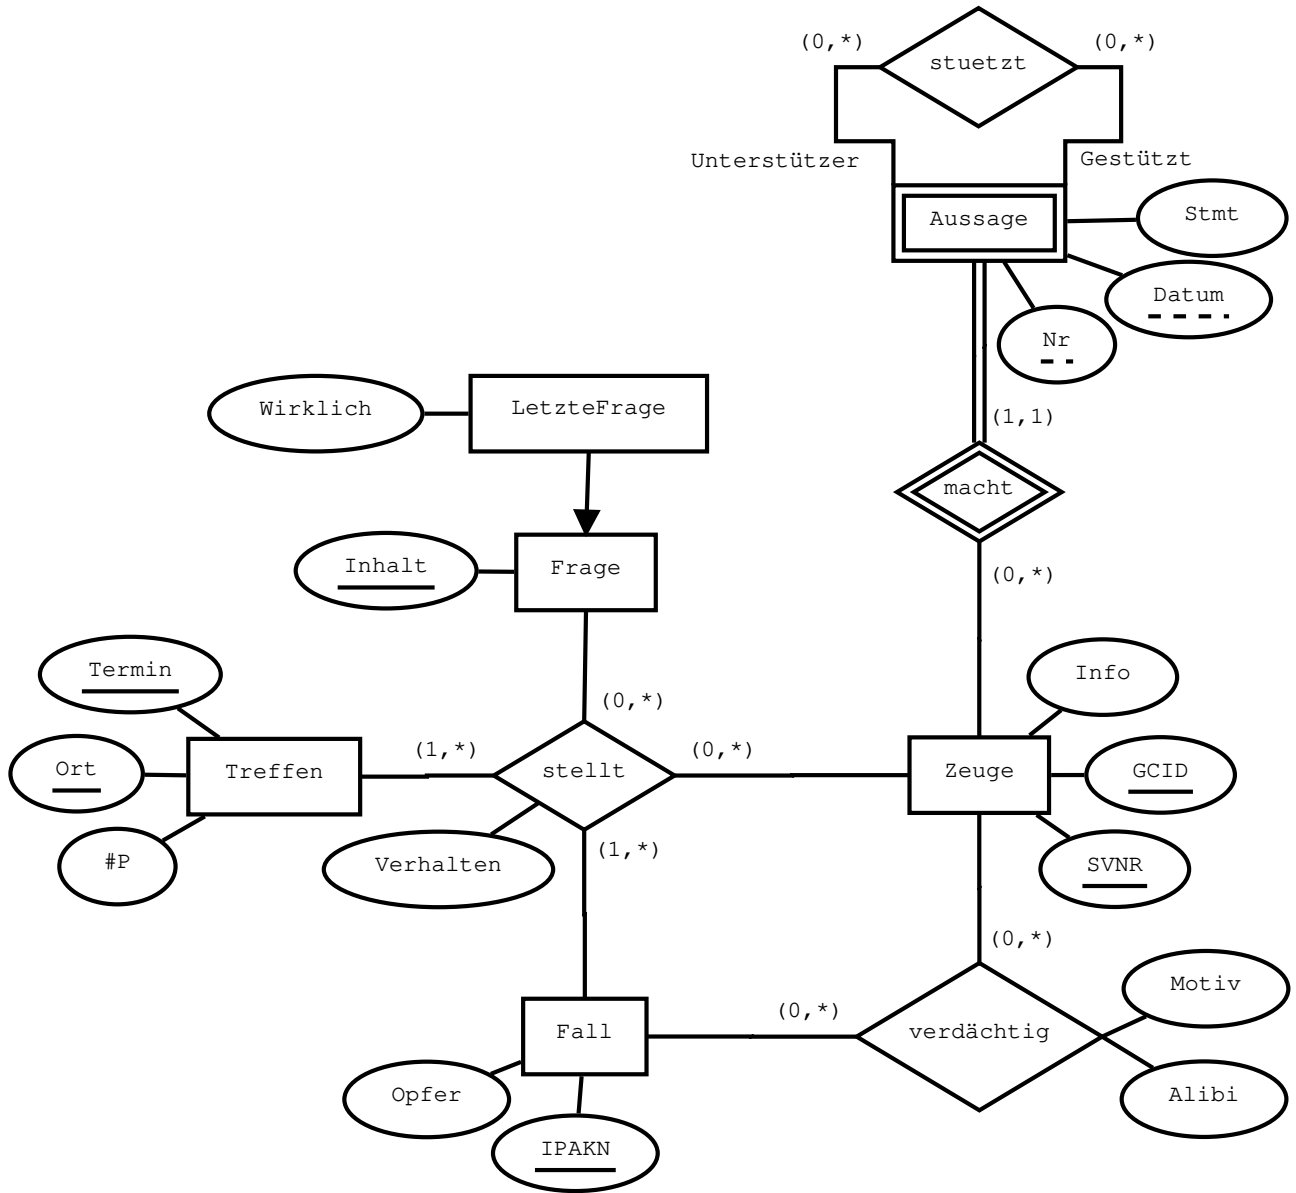 (0,*)
(0,*)
stuetzt
Unterstützer
Gestützt
Aussage
Stmt
Datum
Nr
Wirklich
LetzteFrage
(1,1)
macht
Inhalt
Frage
(0,*)
Termin
Info
(0,*)
(1,*)
(0,*)
Ort
Treffen
stellt
Zeuge
GCID
#P
Verhalten
(1,*)
SVNR
(0,*)
Motiv
(0,*)
Fall
verdächtig
Opfer
Alibi
IPAKN